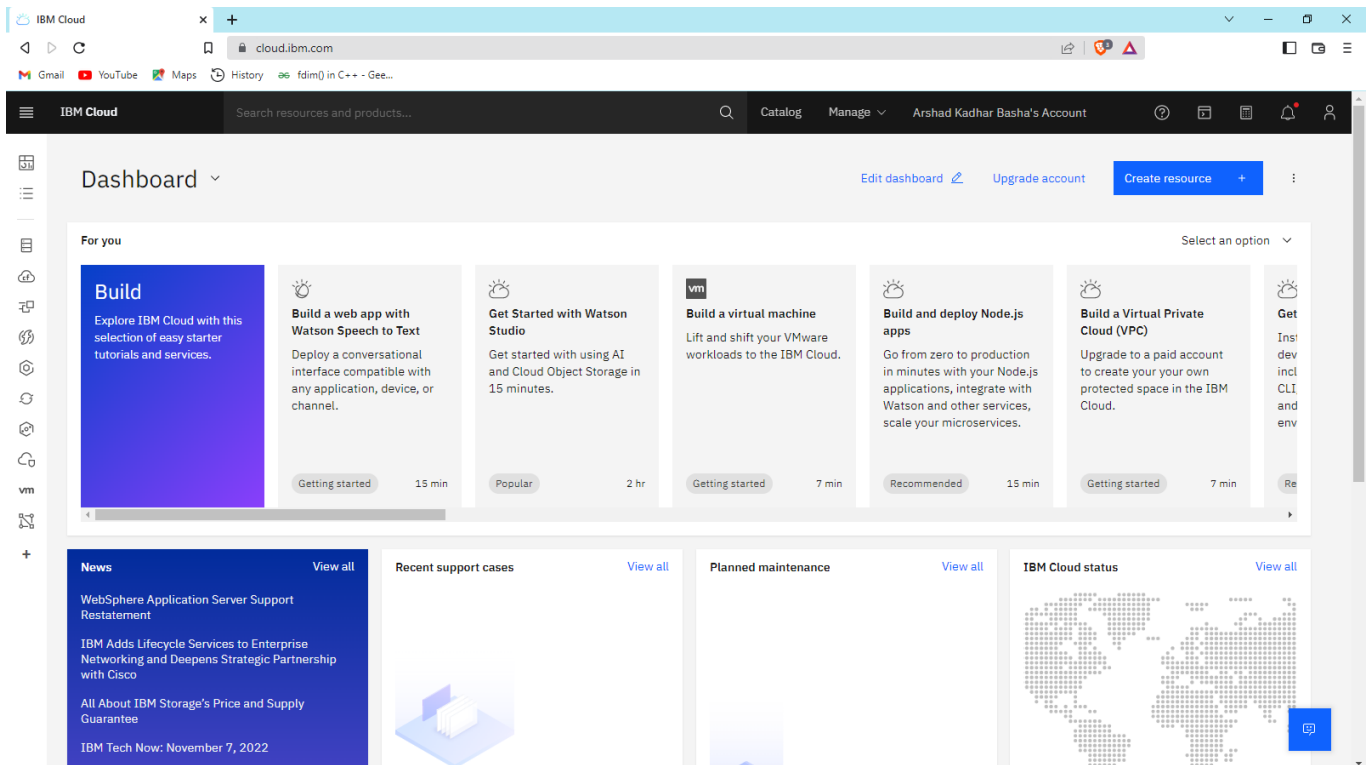 IBM Cloud
cloud.ibm.com
1
Gmail YouTube Maps History fdim() in C++ - Gee...
IBM Cloud
Search resources and products...
Catalog Manage Arshad Kadhar Basha's Account
Dashboard
Edit dashboard Upgrade account Create resource +
For you
Select an option
Build
Explore IBM Cloud with this
selection of easy starter
tutorials and services.
Build a web app with
Watson Speech to Text
Deploy a conversational
interface compatible with
any application, device, or
channel.
Getting started 15 min
Get Started with Watson
Studio
Get started with using AI
and Cloud Object Storage in
15 minutes.
Popular 2 hr
vm
Build a virtual machine
Lift and shift your VMware
workloads to the IBM Cloud.
Getting started 7 min
Build and deploy Node.js
apps
Go from zero to production
in minutes with your Node.js
applications, integrate with
Watson and other services,
scale your microservices.
Recommended 15 min
Build a Virtual Private
Cloud (VPC)
Upgrade to a paid account
to create your your own
protected space in the IBM
Cloud.
Getting started 7 min
Get
Inst
dev
incl
CLI
and
env
Re
vm
News View all
WebSphere Application Server Support
Restatement
IBM Adds Lifecycle Services to Enterprise
Networking and Deepens Strategic Partnership
with Cisco
All About IBM Storage's Price and Supply
Guarantee
IBM Tech Now: November 7, 2022
Recent support cases View all
Planned maintenance View all
IBM Cloud status View all